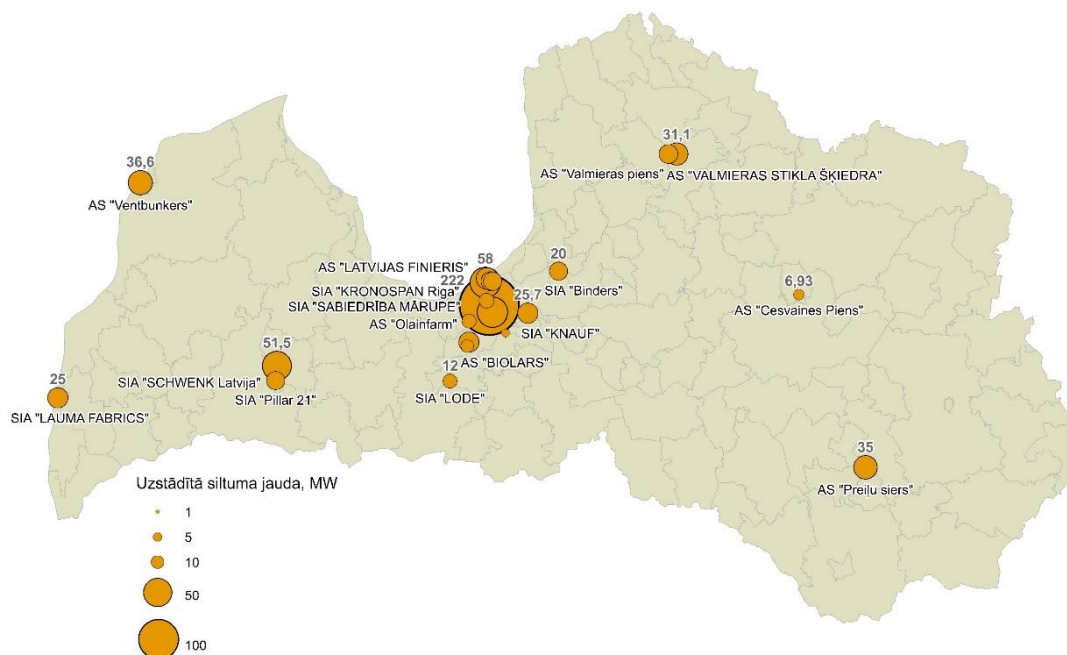 31,1
AS "Valmieras piens"
AS "VALMIERAS STIKLA ŠĶIEDRA"
36,6
AS "Ventbunkers"
58
AS "LATVIJAS FINIERIS"
20
SIA "Binders"
222
SIA "KRONOSPAN Riga"
6,93
AS "Cesvaines Piens"
25,7
SIA "SABIEDRĪBA MĀRUPE"
AS "Olainfarm"
SIA "KNAUF"
51,5
AS "BIOLARS"
12
SIA "LODE"
25
SIA "SCHWENK Latvija"
SIA "Pillar 21"
SIA "LAUMA FABRICS"
35
AS "Preiļu siers"
Uzstādītā siltuma jauda, MW
1
5
10
50
100